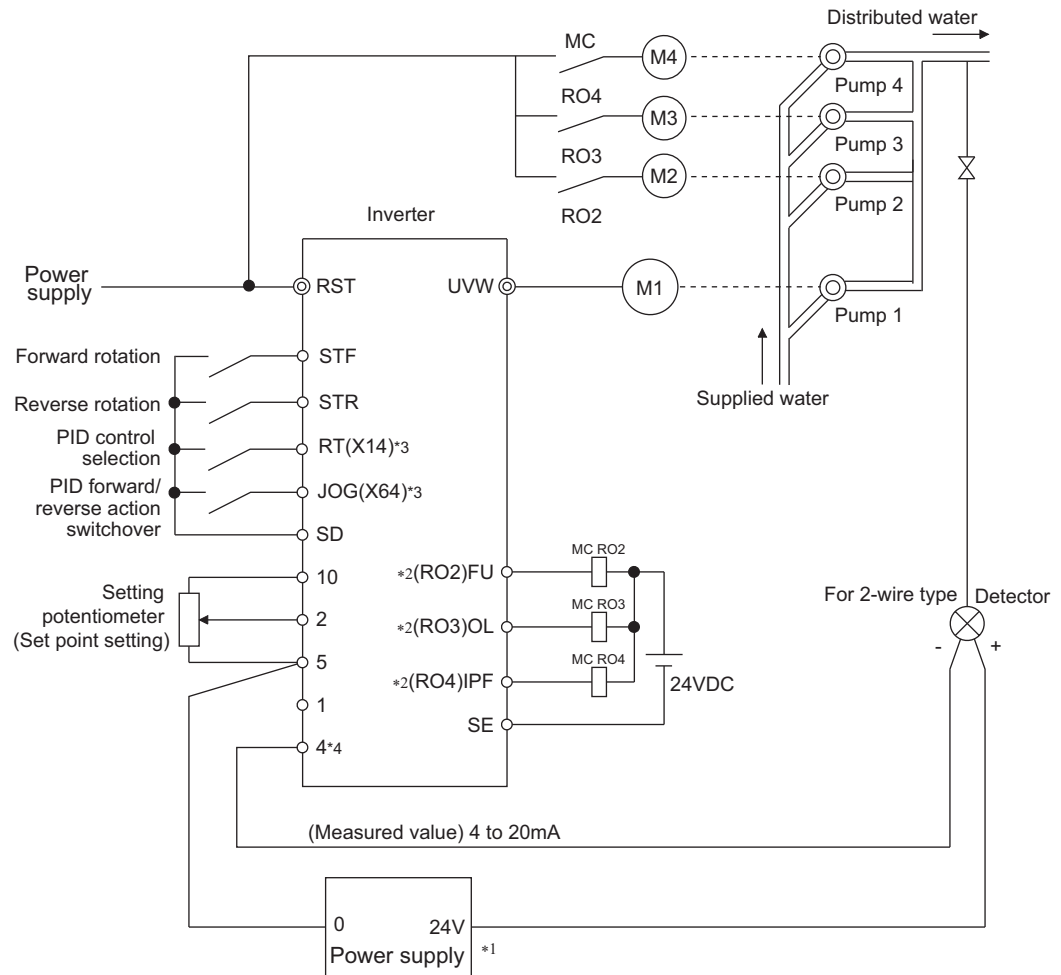 Distributed water
MC
M4
Pump 4
RO4
M3
Pump 3
RO3
M2
Pump 2
RO2
Inverter
Power
supply
RST
UVW
M1
Pump 1
Supplied water
Forward rotation
STF
Reverse rotation
STR
PID control
selection
RT(X14)*3
PID forward/
reverse action
switchover
JOG(X64)*3
SD
Setting
potentiometer
(Set point setting)
10
2
5
1
4*4
*2(RO2)FU
MC RO2
*2(RO3)OL
MC RO3
*2(RO4)IPF
MC RO4
SE
24VDC
For 2-wire type
Detector
-
+
(Measured value) 4 to 20mA
0
24V
Power supply
*1